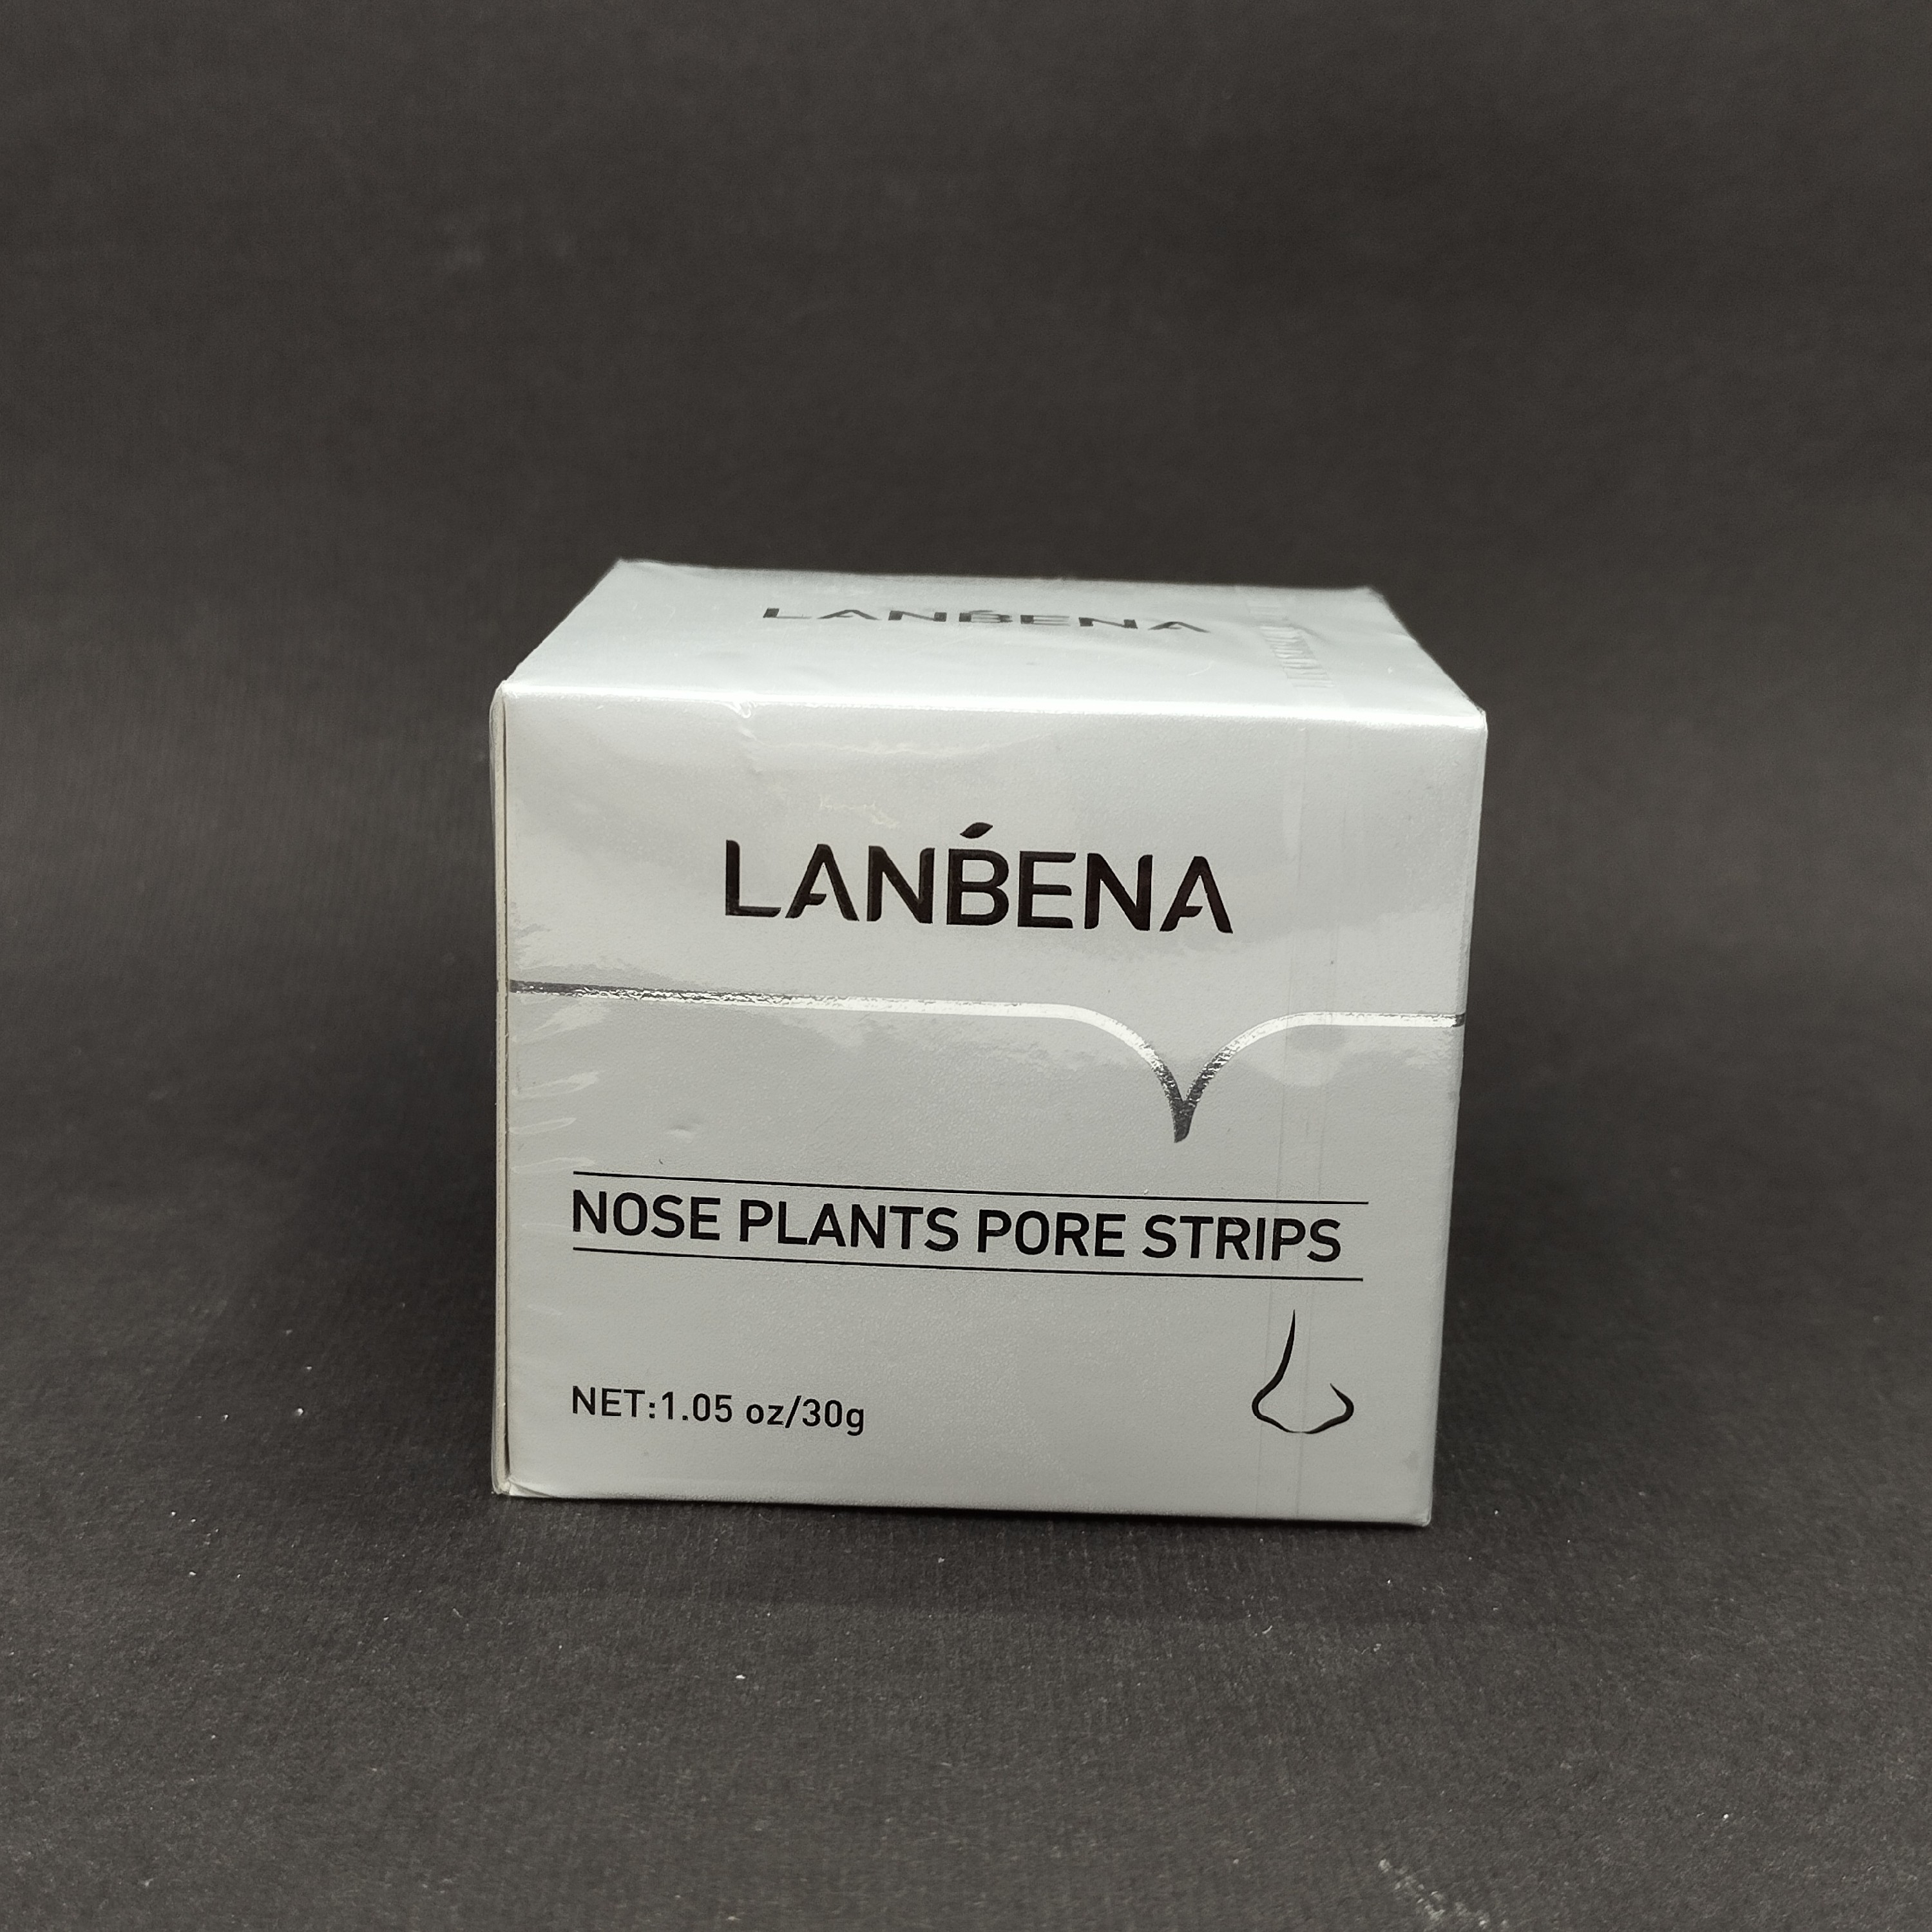 LANBENA
LANBENA
NOSE PLANTS PORE STRIPS
NET:1.05 oz/30g